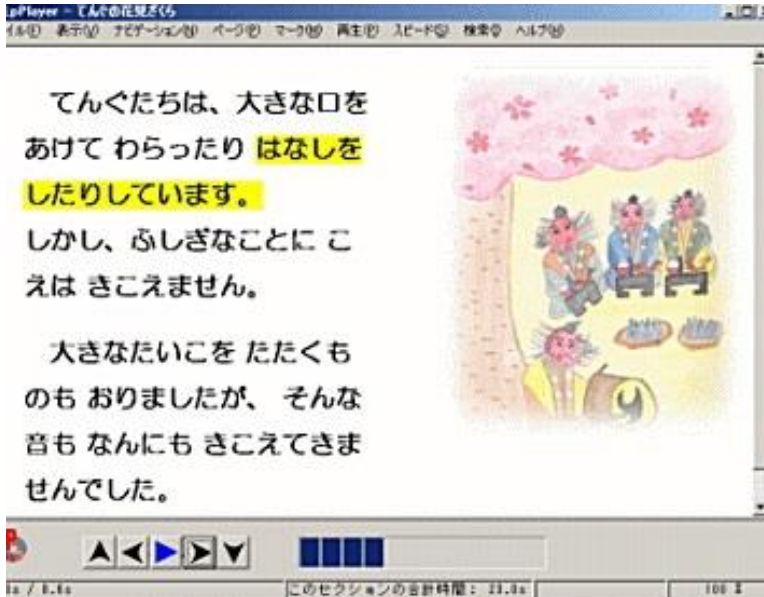 pPlayer - てんぐの花見ざくら
イル(F) 表示(V) ナビゲーション(N) ページ(P) マーク(M) 再生(P) スピード(S) 検索 ヘルプ(H)
てんぐたちは、大きな口を
あけて わらったり はなしを
したりしています。
しかし、ふしぎなことに こ
えは きこえません。
大きなたいこを たたくも
のも おりましたが、 そんな
音も なんにも きこえてきま
せんでした。
このセクションの合計時間:
100 %